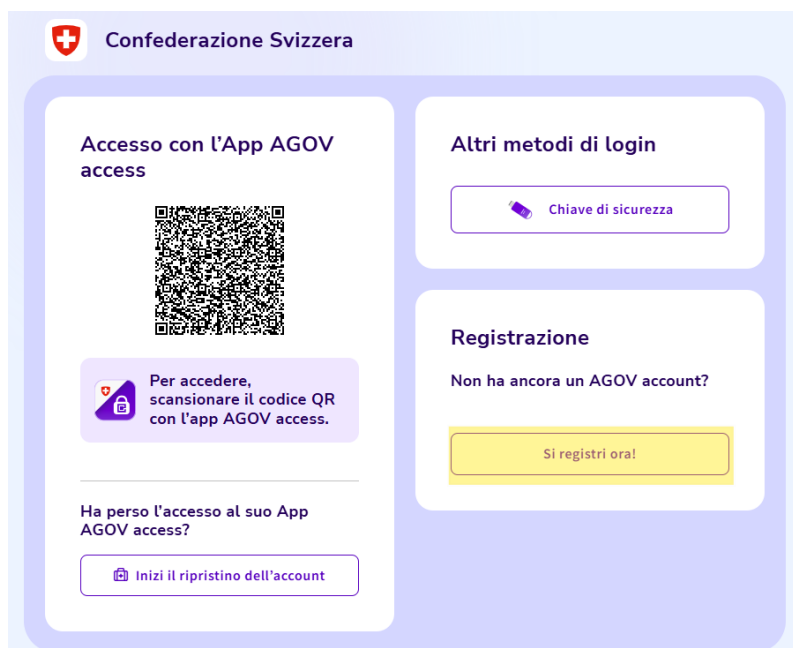 Confederazione Svizzera
Accesso con l'App AGOV
access
Per accedere,
scansionare il codice QR
con l'app AGOV access.
Ha perso l'accesso al suo App
AGOV access?
Inizi il ripristino dell'account
Altri metodi di login
Chiave di sicurezza
Registrazione
Non ha ancora un AGOV account?
Si registri ora!